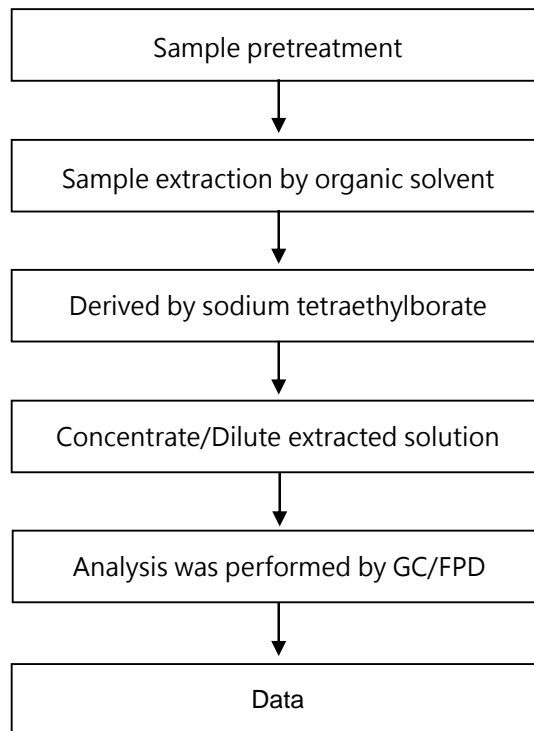 Sample pretreatment
Sample extraction by organic solvent
Derived by sodium tetraethylborate
Concentrate/Dilute extracted solution
Analysis was performed by GC/FPD
Data